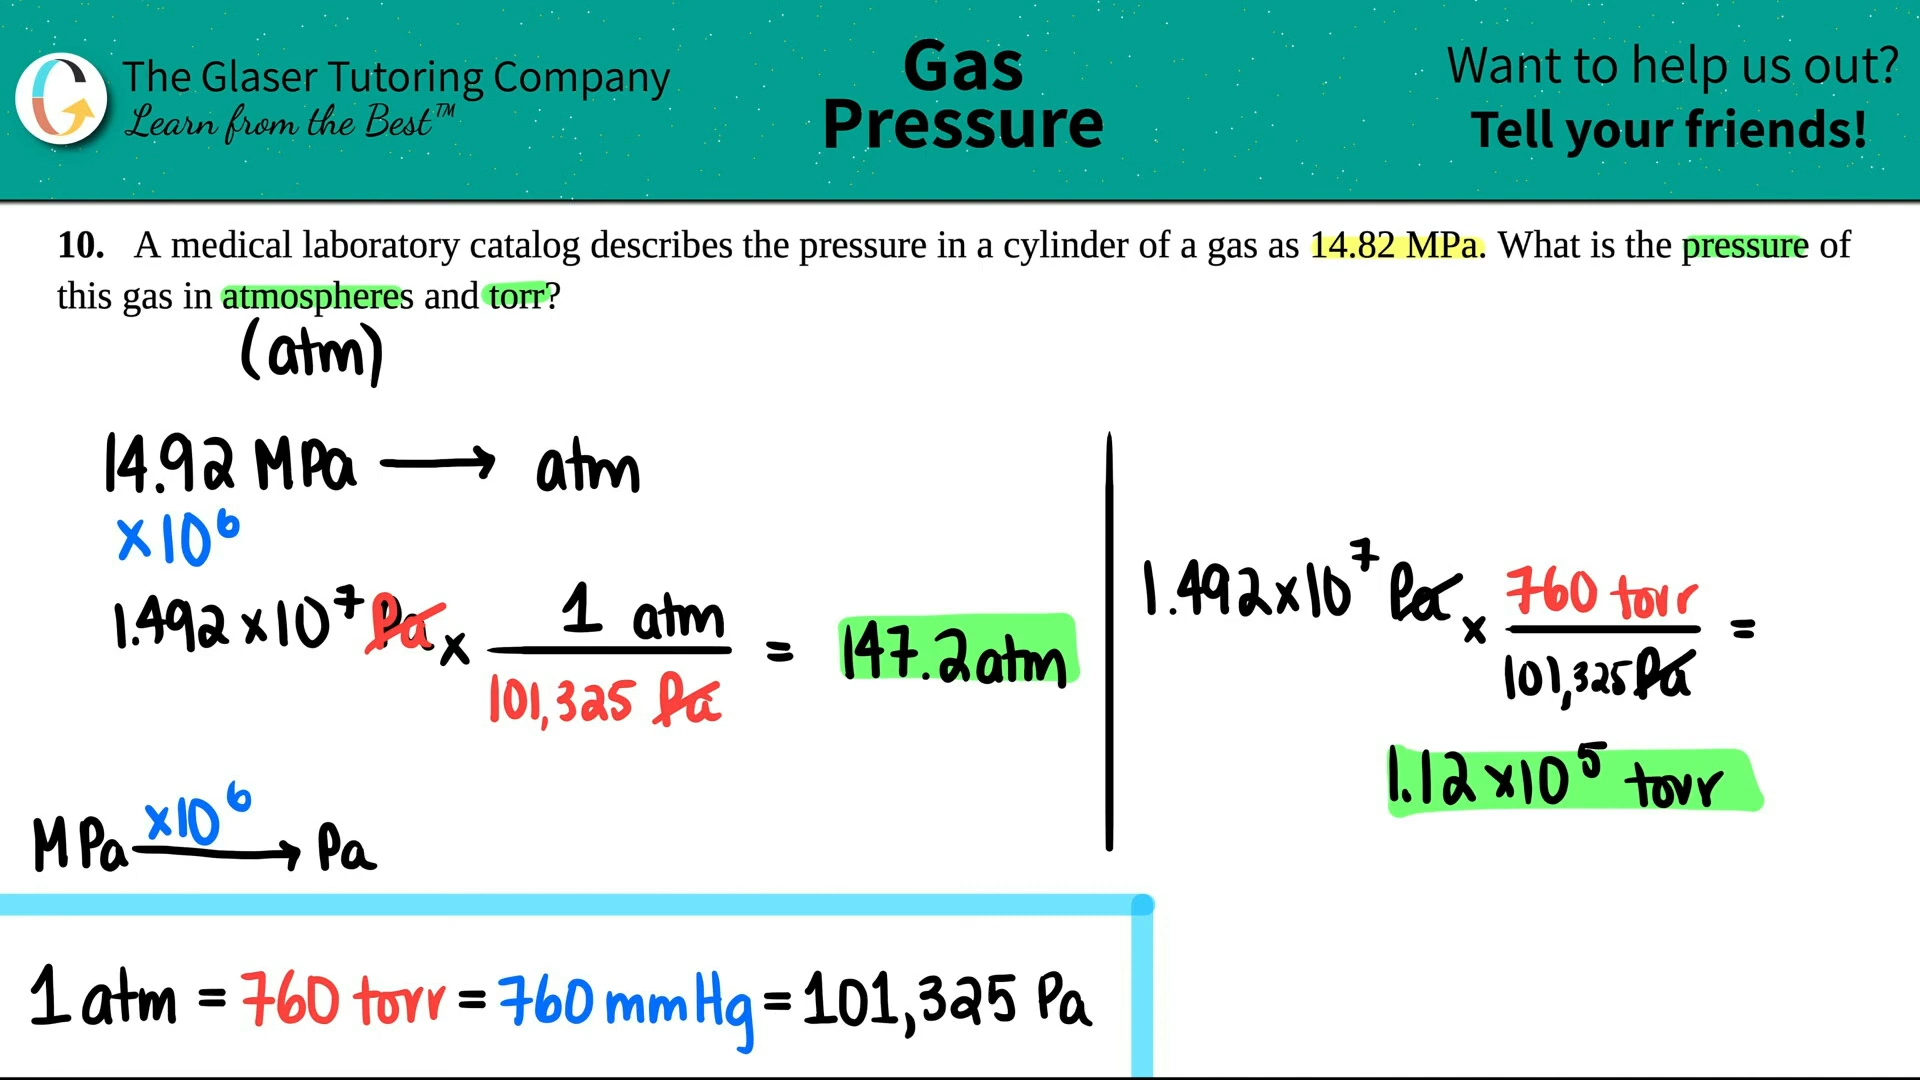 The Glaser Tutoring Company
Learn from the Best™
Gas
Pressure
Want to help us out?
Tell your friends!
10. A medical laboratory catalog describes the pressure in a cylinder of a gas as 14.82 MPa. What is the pressure of
this gas in atmospheres and torr?
(atm)
14.92 MPa → atm
×10⁶
1.492×10⁷ Pa × 1 atm / 101,325 Pa = 147.2atm
MPa ×10⁶ → Pa
1.492×10⁷ Pa × 760 torr / 101,325 Pa =
1.12×10⁵ torr
1 atm = 760 torr = 760 mmHg = 101,325 Pa